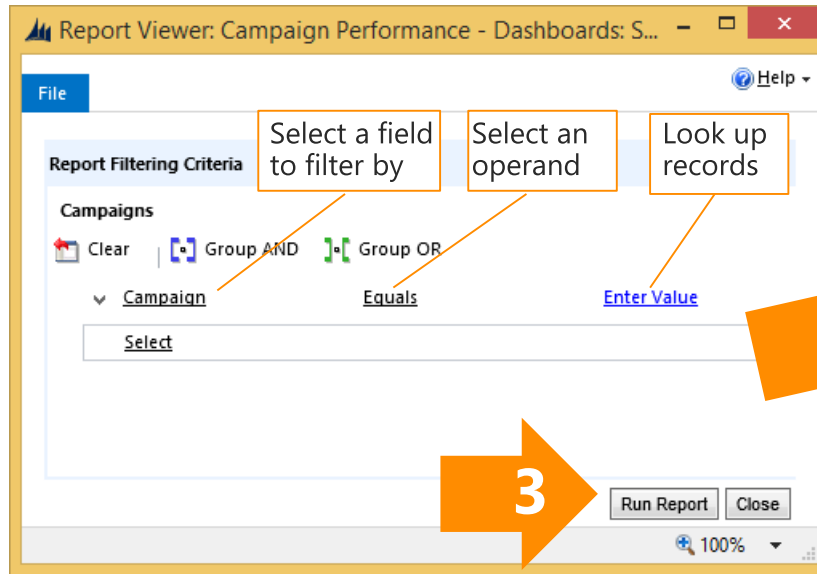 Report Viewer: Campaign Performance - Dashboards: S...
Help
File
Select a field
to filter by
Select an
operand
Look up
records
Report Filtering Criteria
Campaigns
Clear
Group AND
Group OR
Campaign
Equals
Enter Value
Select
3
Run Report
Close
100%